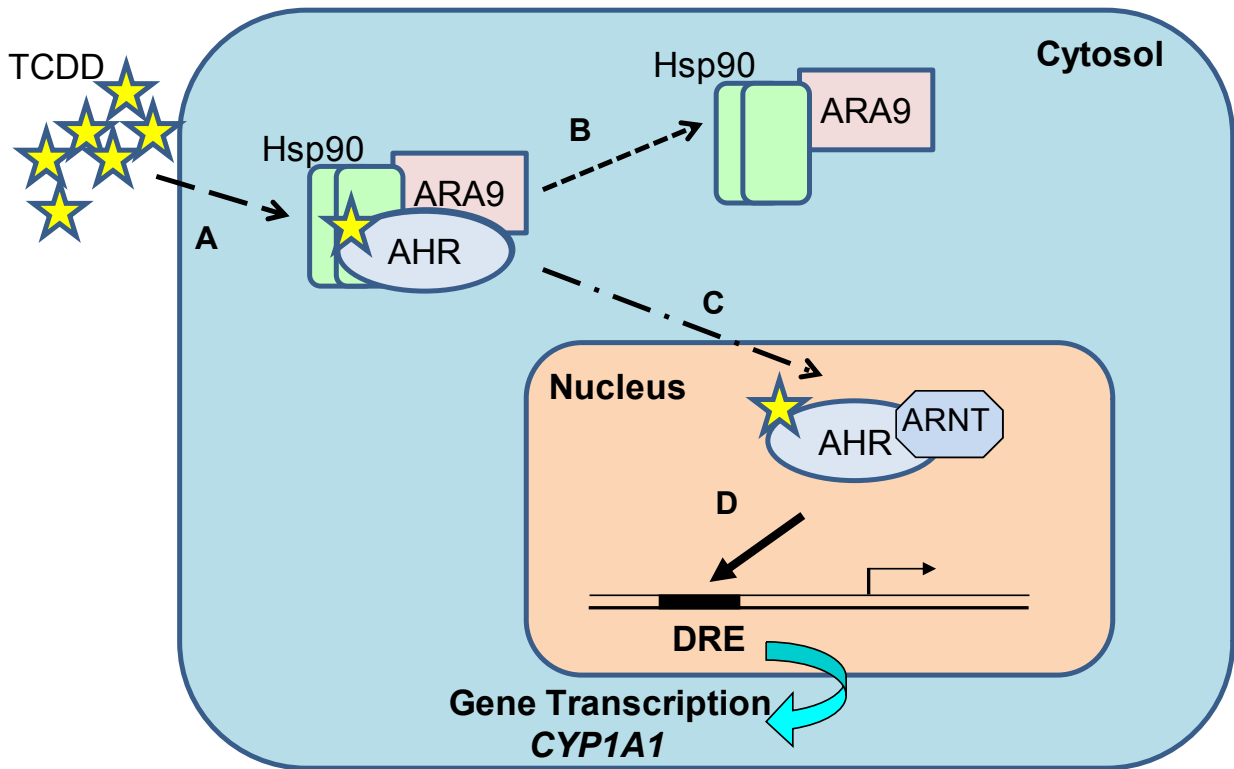 Cytosol
TCDD
Hsp90
ARA9
B
Hsp90
ARA9
A
AHR
C
Nucleus
ARNT
AHR
D
DRE
Gene Transcription
CYP1A1